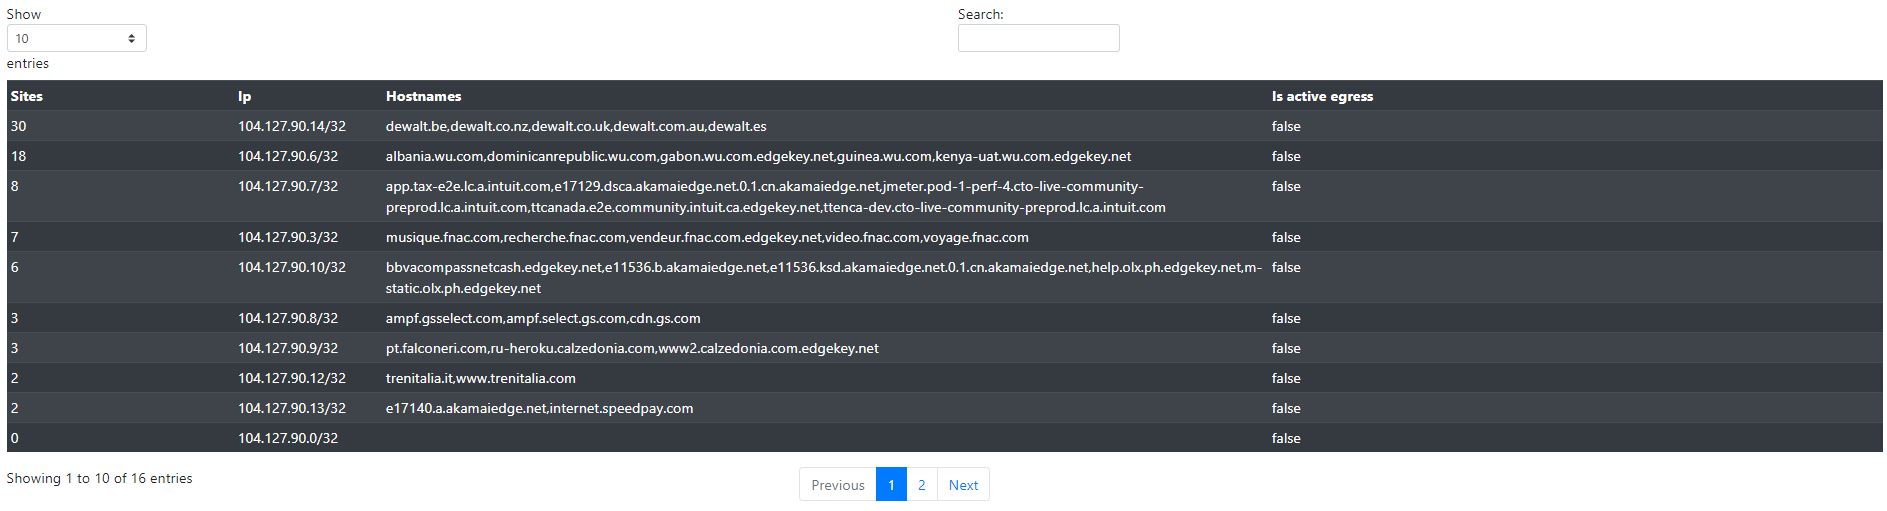 Show
Search:
10
entries
Sites Ip Hostnames Is active egress
30 104.127.90.14/32 dewalt.be,dewalt.co.nz,dewalt.co.uk,dewalt.com.au,dewalt.es false
18 104.127.90.6/32 albania.wu.com,dominicanrepublic.wu.com,gabon.wu.com.edgekey.net,guinea.wu.com,kenya-uat.wu.com.edgekey.net false
8 104.127.90.7/32 app.tax-e2e.lc.a.intuit.com,e17129.dsca.akamaiedge.net.0.1.cn.akamaiedge.net,jmeter.pod-1-perf-4.cto-live-community- false
preprod.lc.a.intuit.com,ttcanada.e2e.community.intuit.ca.edgekey.net,ttenca-dev.cto-live-community-preprod.lc.a.intuit.com
7 104.127.90.3/32 musique.fnac.com,recherche.fnac.com,vendeur.fnac.com.edgekey.net,video.fnac.com,voyage.fnac.com false
6 104.127.90.10/32 bbvacompassnetcash.edgekey.net,e11536.b.akamaiedge.net,e11536.ksd.akamaiedge.net.0.1.cn.akamaiedge.net,help.olx.ph.edgekey.net,m- false
static.olx.ph.edgekey.net
3 104.127.90.8/32 ampf.gsselect.com,ampf.select.gs.com,cdn.gs.com false
3 104.127.90.9/32 pt.falconeri.com,ru-heroku.calzedonia.com,www2.calzedonia.com.edgekey.net false
2 104.127.90.12/32 trenitalia.it,www.trenitalia.com false
2 104.127.90.13/32 e17140.a.akamaiedge.net,internet.speedpay.com false
0 104.127.90.0/32 false
Showing 1 to 10 of 16 entries
Previous 1 2 Next